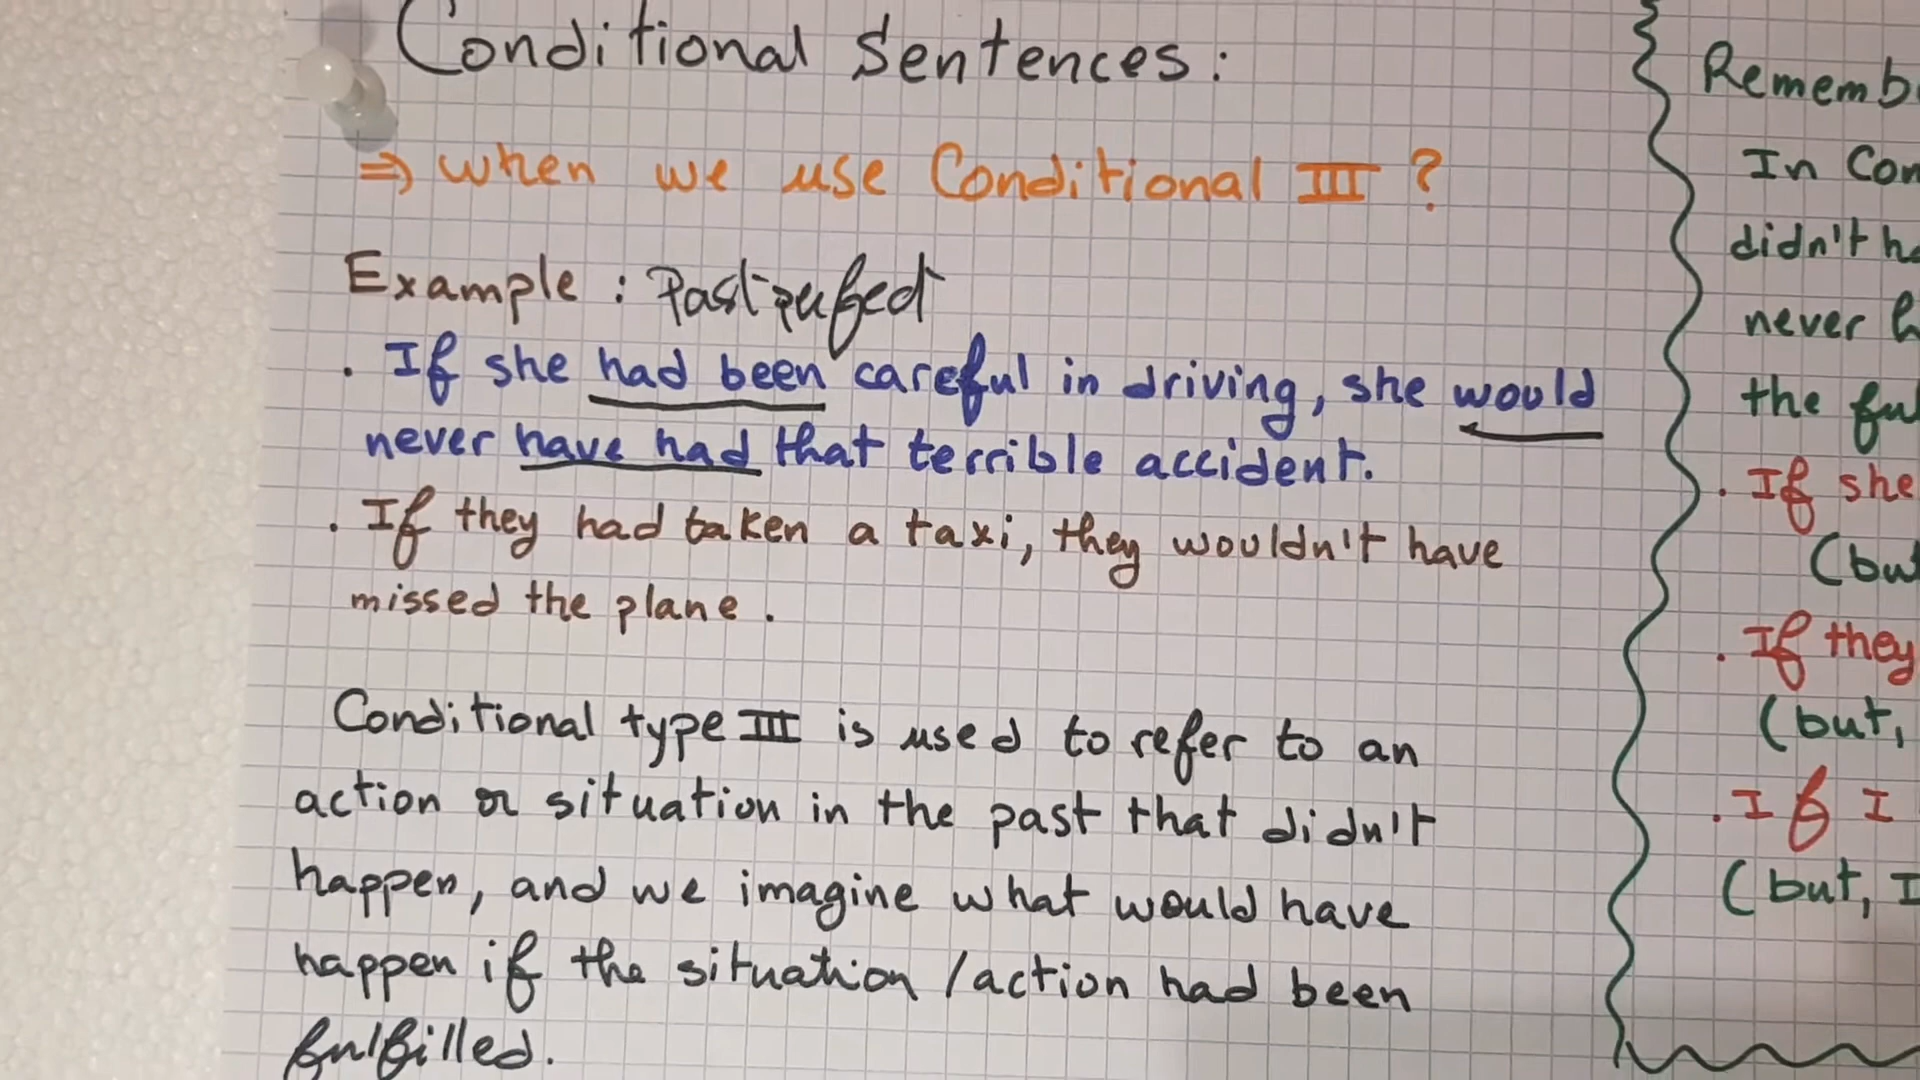 Conditional Sentences:
⇒ when we use Conditional III ?
Example : Past perfect
. If she had been careful in driving, she would
never have had that terrible accident.
. If they had taken a taxi, they wouldn't have
missed the plane.
Conditional type III is used to refer to an
action or situation in the past that didn't
happen, and we imagine what would have
happen if the situation /action had been
fulfilled.
Rememb
In Con
didn't ha
never h
the ful
. If she
(but
. If they
(but,
. If I
(but, I